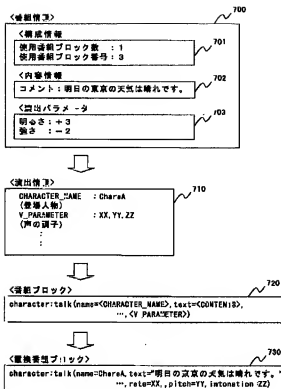 700
<番組情報>
<構成情報>
使用番組ブロック数 : 1
使用番組ブロック番号 : 3
701
<内容情報>
コメント : 明日の東京の天気は晴れです。
702
<演出パラメータ>
明るさ : +3
強さ : −2
703
<演出情報>
CHARACTER_NAME : CharaA
(登場人物)
V_PARAMETER : XX,YY,ZZ
(声の調子)
:
:
710
<番組ブロック>
720
character:talk(name=<CHARACTER_NAME>,text=<CONTENTS>,
…,<V_PARAMETER>)
<置換番組ブロック>
730
character:talk(name=CharaA,text="明日の東京の天気は晴れです。"
…,rate=XX,,pitch=YY, intonation ZZ)